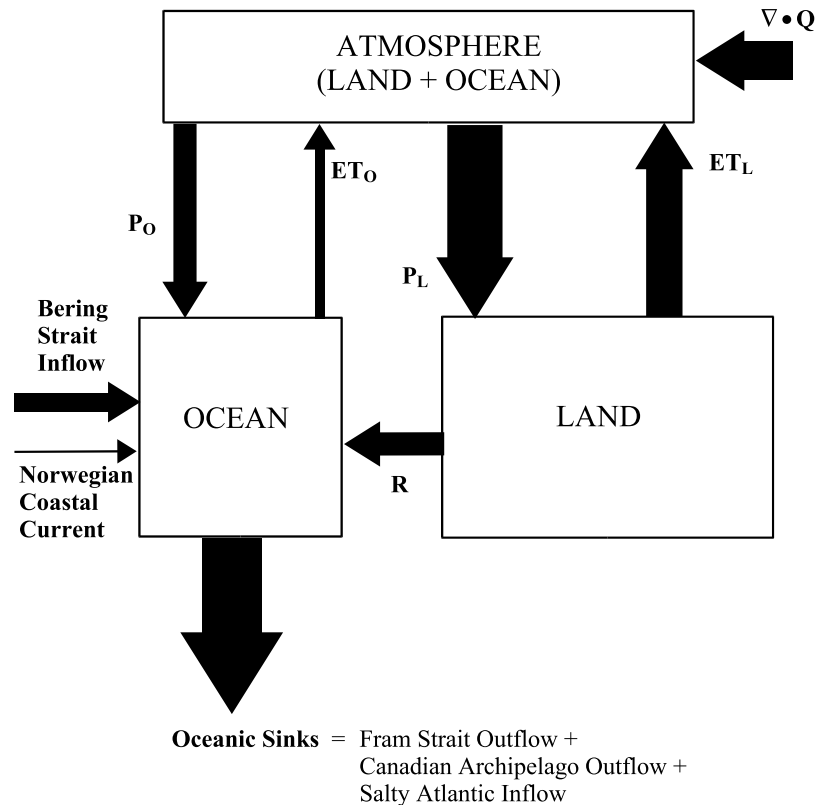 ∇ • Q
ATMOSPHERE
(LAND + OCEAN)
ET_O
ET_L
P_O
P_L
Bering
Strait
Inflow
OCEAN
LAND
Norwegian
Coastal
Current
R
Oceanic Sinks = Fram Strait Outflow +
Canadian Archipelago Outflow +
Salty Atlantic Inflow